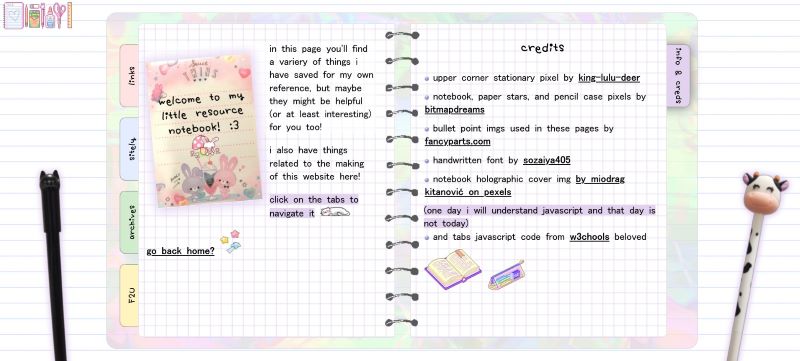 links
sitely
archives
F2U
Sweet
TWINS
welcome to my
little resource
notebook! :3
in this page you'll find
a variery of things i
have saved for my own
reference, but maybe
they might be helpful
(or at least interesting)
for you too!
i also have things
related to the making
of this website here!
click on the tabs to
navigate it
go back home?
credits
upper corner stationary pixel by king-lulu-deer
notebook, paper stars, and pencil case pixels by
bitmapdreams
bullet point imgs used in these pages by
fancyparts.com
handwritten font by sozaiya405
notebook holographic cover img by miodrag
kitanović on pexels
(one day i will understand javascript and that day is
not today)
and tabs javascript code from w3chools beloved
info & creds